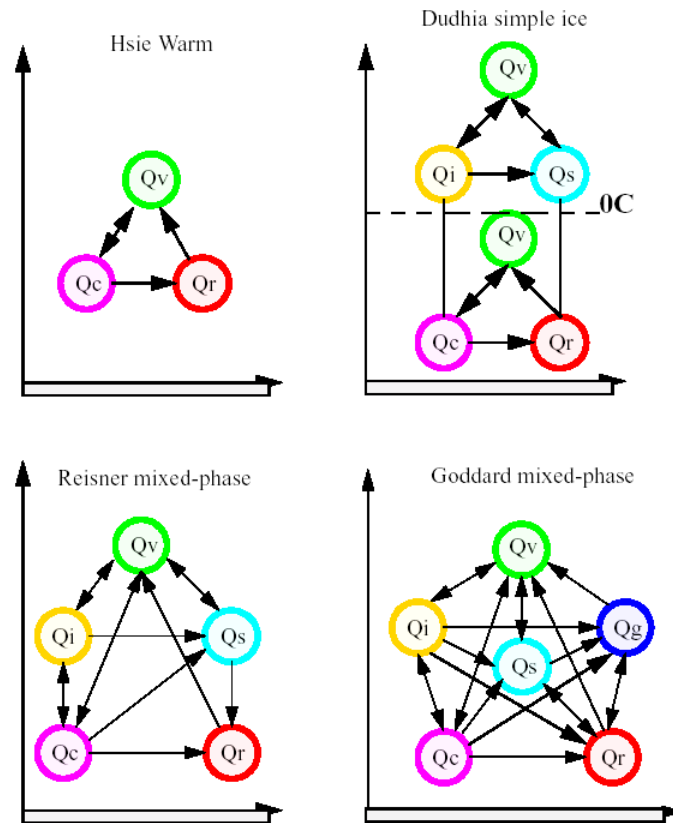 Hsie Warm
Qv
Qc
Qr
Dudhia simple ice
Qv
Qi
Qs
0C
Qv
Qc
Qr
Reisner mixed-phase
Qv
Qi
Qs
Qc
Qr
Goddard mixed-phase
Qv
Qi
Qg
Qs
Qc
Qr